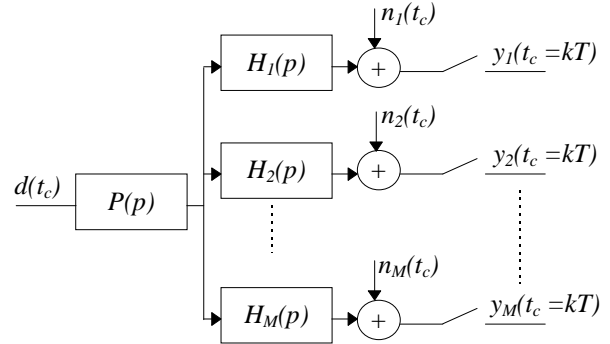 n1(tc)
H1(p)
+
y1(tc =kT)
n2(tc)
H2(p)
+
y2(tc =kT)
d(tc)
P(p)
nM(tc)
HM(p)
+
yM(tc =kT)